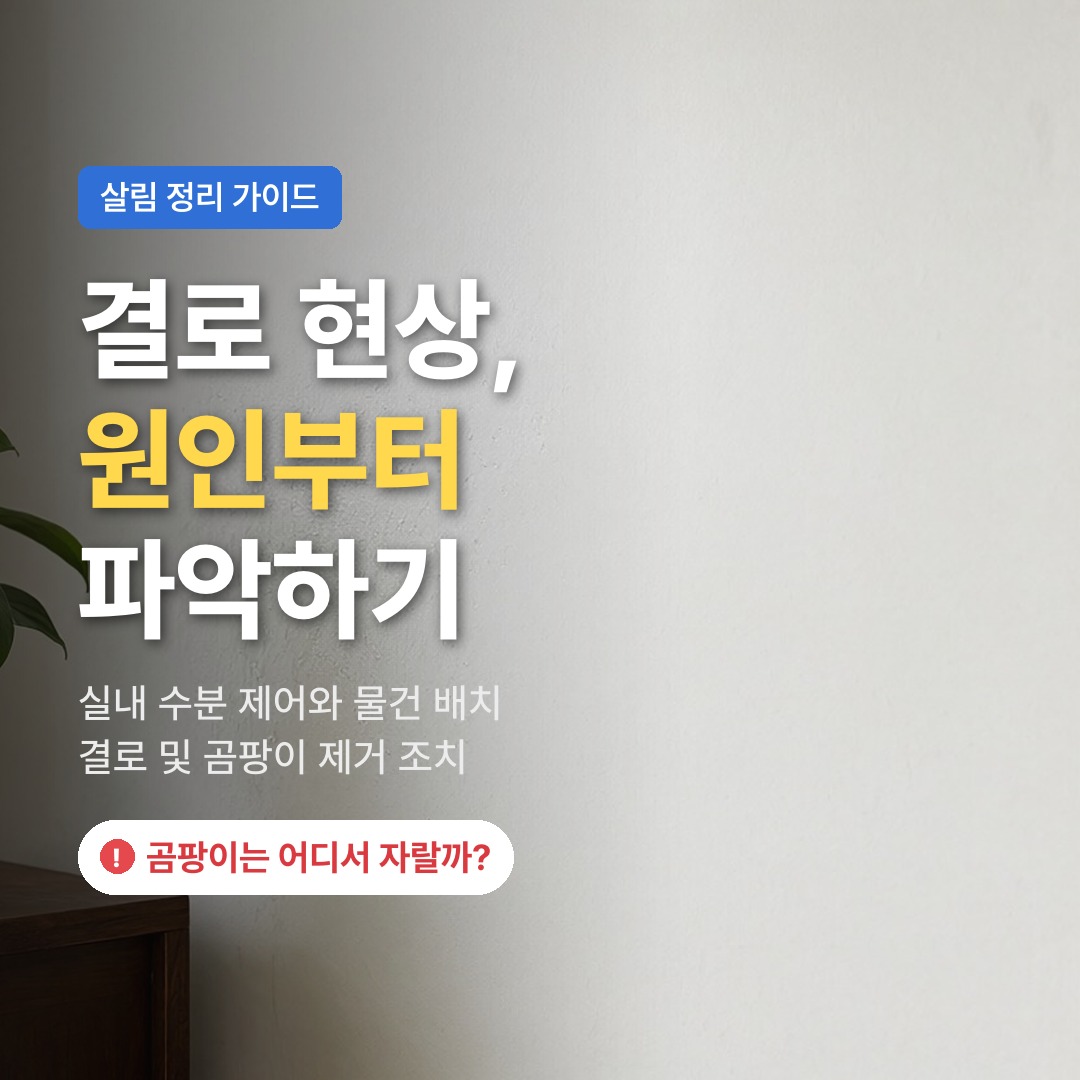 살림 정리 가이드
결로 현상,
원인부터
파악하기
실내 수분 제어와 물건 배치
결로 및 곰팡이 제거 조치
! 곰팡이는 어디서 자랄까?